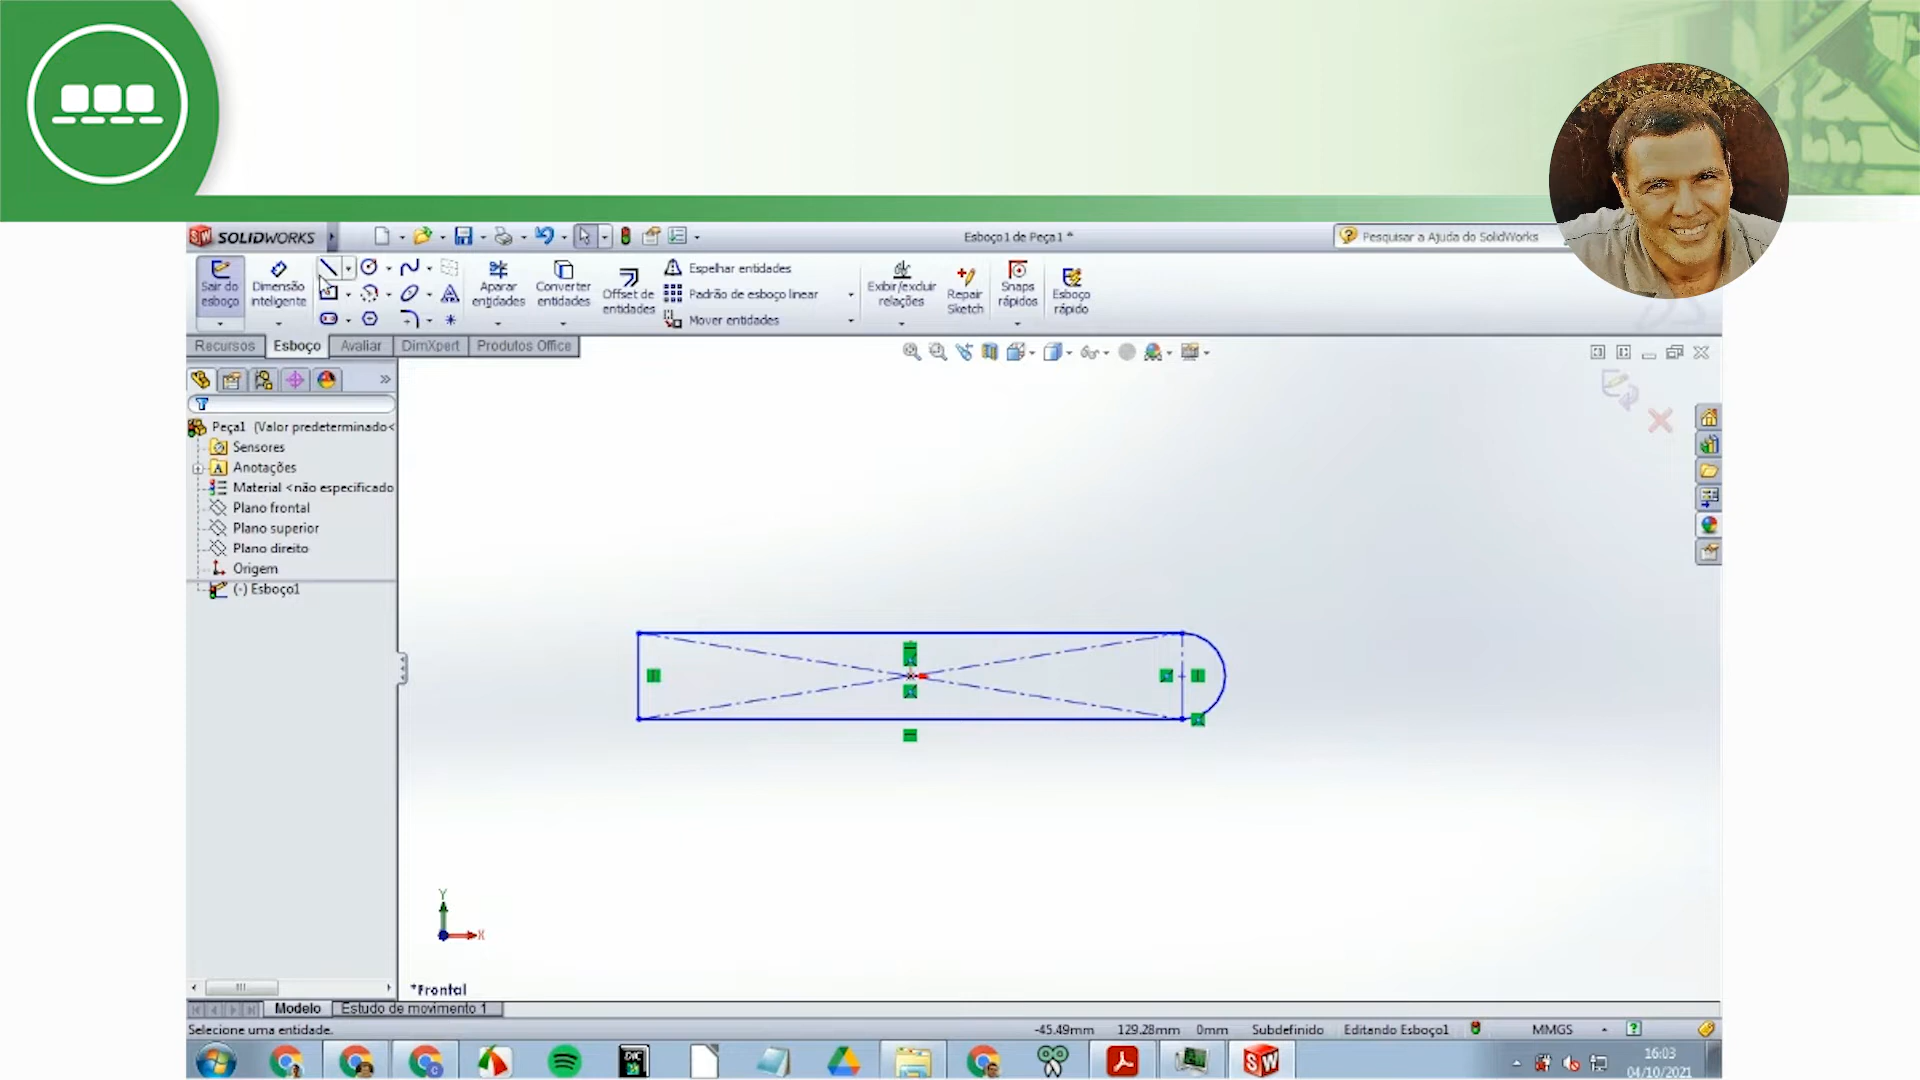 SOLIDWORKS
Esboço1 de Peça1 *
Pesquisar a Ajuda do SolidWorks
Sair do esboço
Dimensão inteligente
Aparar entidades
Converter entidades
Offset de entidades
Espelhar entidades
Padrão de esboço linear
Mover entidades
Exibir/excluir relações
Repair Sketch
Snaps rápidos
Esboço rápido
Recursos
Esboço
Avaliar
DimXpert
Produtos Office
Peça1 (Valor predeterminado<
Sensores
Anotações
Material <não especificado
Plano frontal
Plano superior
Plano direito
Origem
(-) Esboço1
Y
X
*Frontal
Modelo
Estudo de movimento 1
Selecione uma entidade.
-45.49mm 129.28mm 0mm Subdefinido Editando Esboço1 MMGS
16:03
04/10/2021